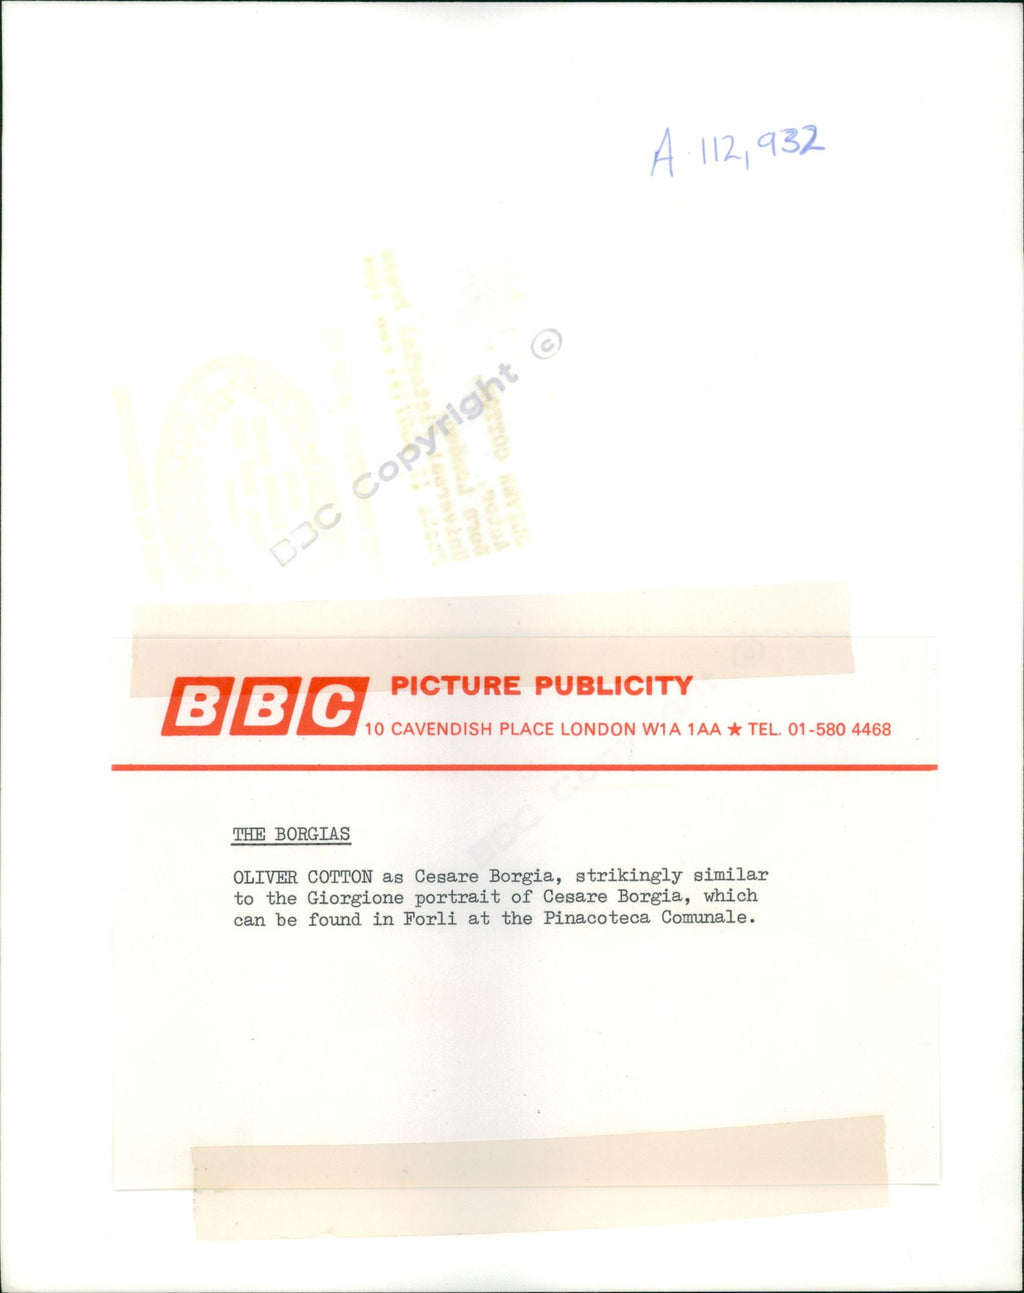 A. 112,932
BBC Copyright ©
BBC PICTURE PUBLICITY
10 CAVENDISH PLACE LONDON W1A 1AA ★ TEL. 01-580 4468
BBC Copyright ©
THE BORGIAS
OLIVER COTTON as Cesare Borgia, strikingly similar
to the Giorgione portrait of Cesare Borgia, which
can be found in Forli at the Pinacoteca Comunale.